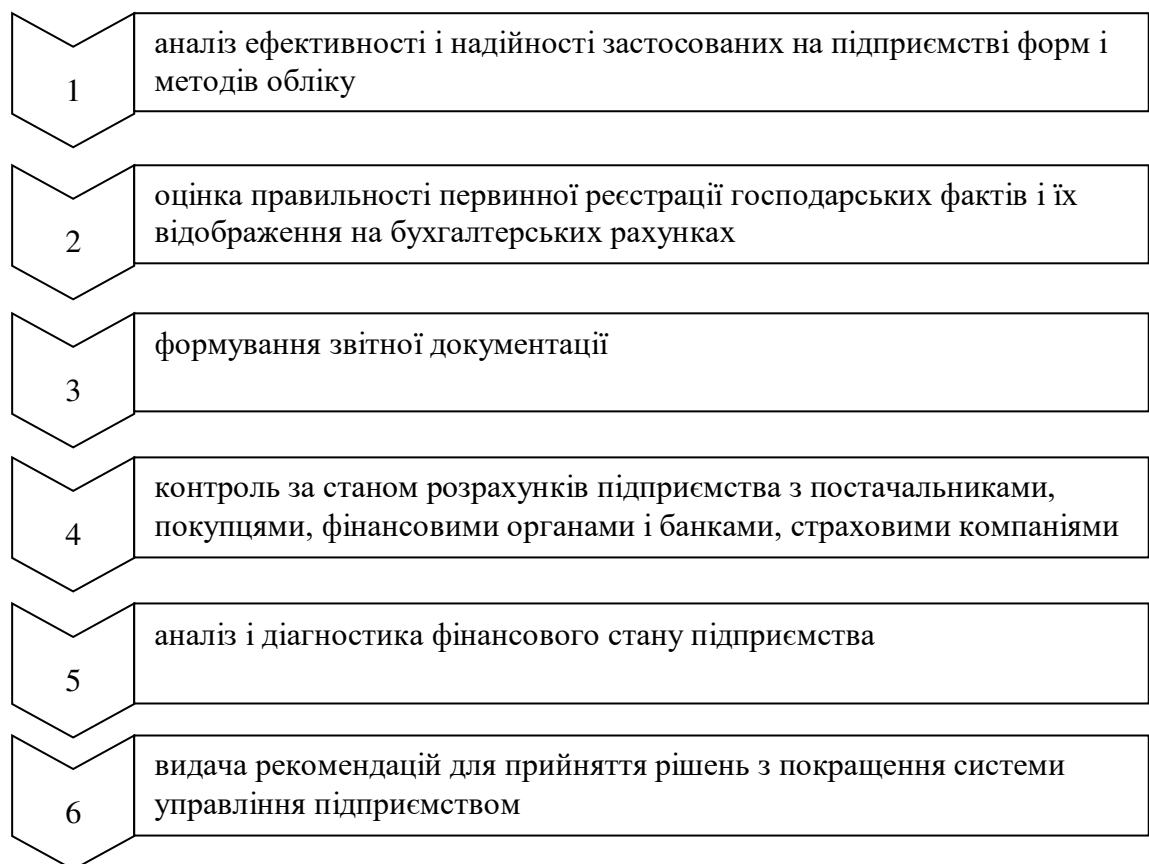 1
аналіз ефективності і надійності застосованих на підприємстві форм і
методів обліку
2
оцінка правильності первинної реєстрації господарських фактів і їх
відображення на бухгалтерських рахунках
3
формування звітної документації
4
контроль за станом розрахунків підприємства з постачальниками,
покупцями, фінансовими органами і банками, страховими компаніями
5
аналіз і діагностика фінансового стану підприємства
6
видача рекомендацій для прийняття рішень з покращення системи
управління підприємством